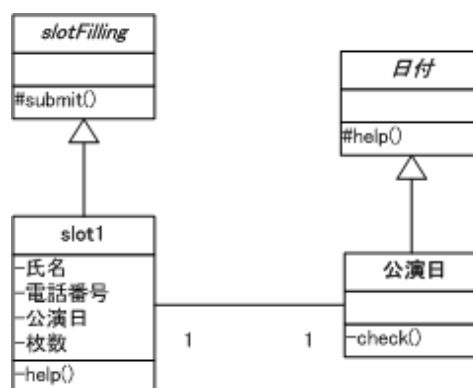 slotFilling
#submit()
日付
#help()
slot1
-氏名
-電話番号
-公演日
-枚数
-help()
1
1
公演日
-check()